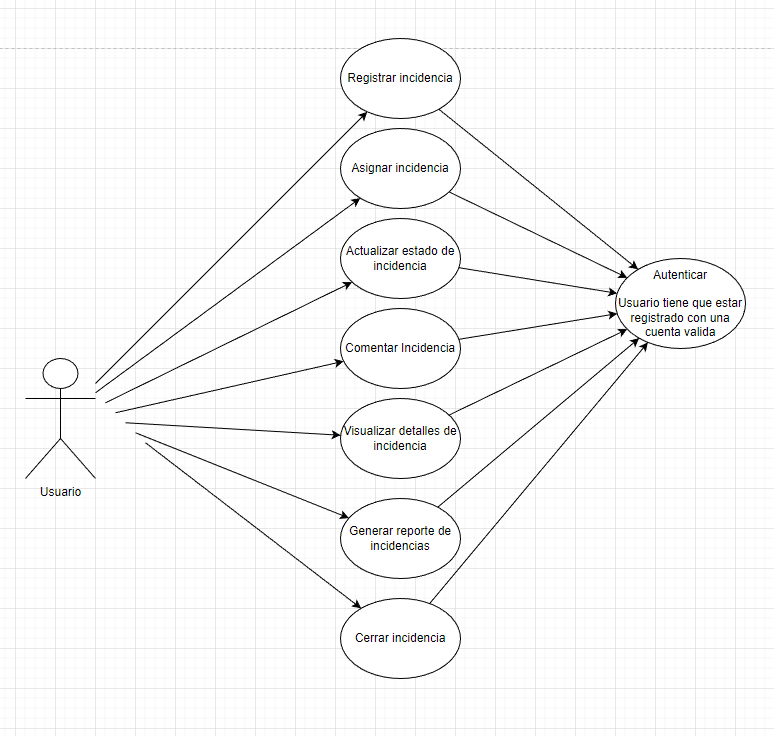 Registrar incidencia
Asignar incidencia
Actualizar estado de
incidencia
Comentar Incidencia
Visualizar detalles de
incidencia
Generar reporte de
incidencias
Cerrar incidencia
Autenticar
Usuario tiene que estar
registrado con una
cuenta valida
Usuario